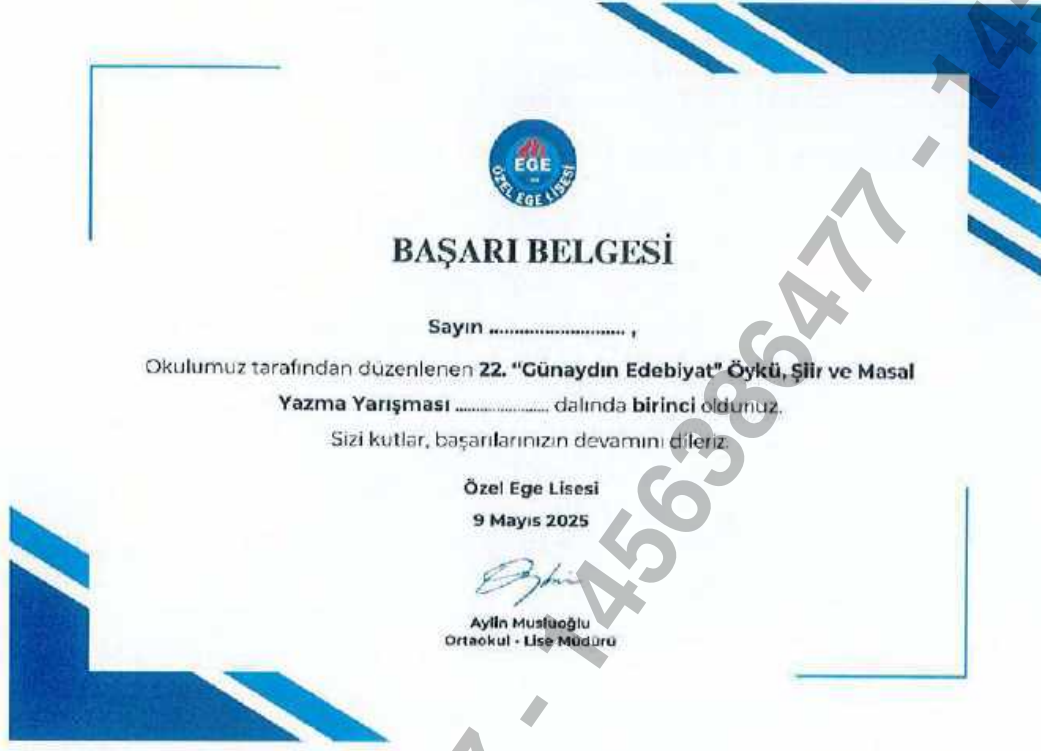 EGE
ÖZEL EGE LİSESİ
BAŞARI BELGESİ
Sayın ............................ ,
Okulumuz tarafından düzenlenen 22. “Günaydın Edebiyat” Öykü, Şiir ve Masal
Yazma Yarışması ...................... dalında birinci oldunuz.
Sizi kutlar, başarılarınızın devamını dileriz.
Özel Ege Lisesi
9 Mayıs 2025
Aylin Musluoğlu
Ortaokul - Lise Müdürü
- 1456386477 - 14